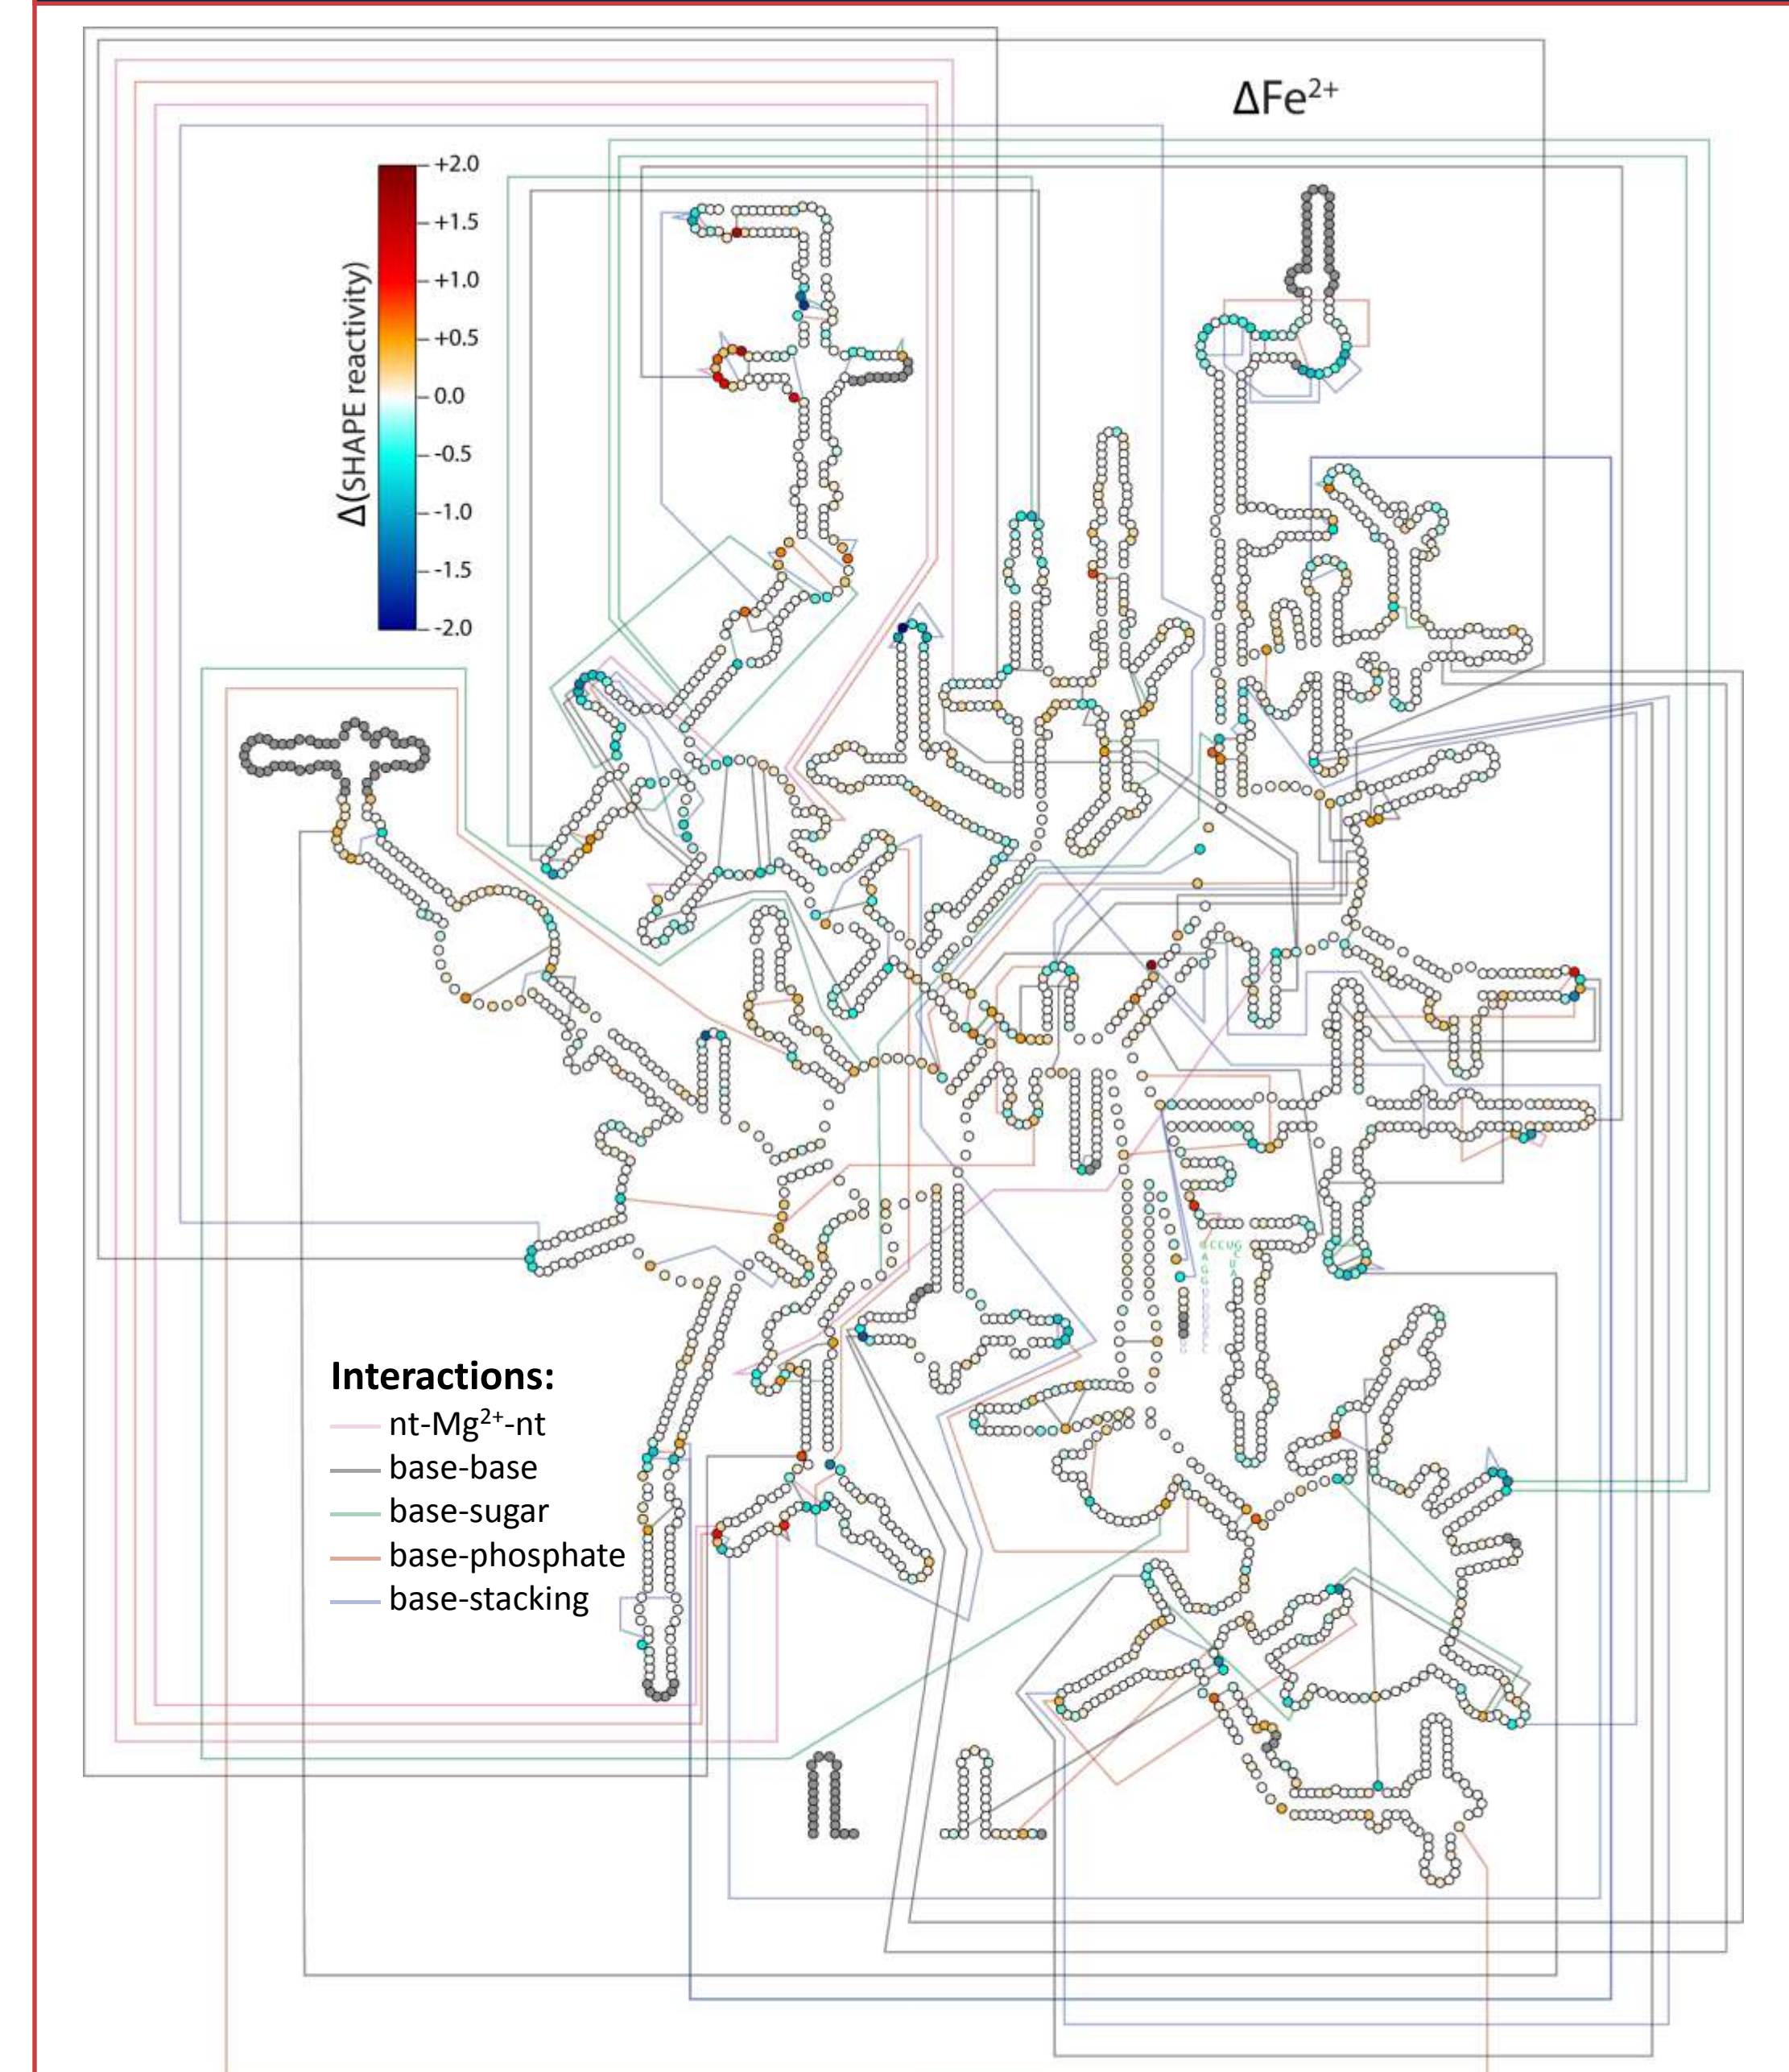 ΔFe²⁺
Δ(SHAPE reactivity)
+2.0
+1.5
+1.0
+0.5
0.0
-0.5
-1.0
-1.5
-2.0
Interactions:
nt-Mg²⁺-nt
base-base
base-sugar
base-phosphate
base-stacking